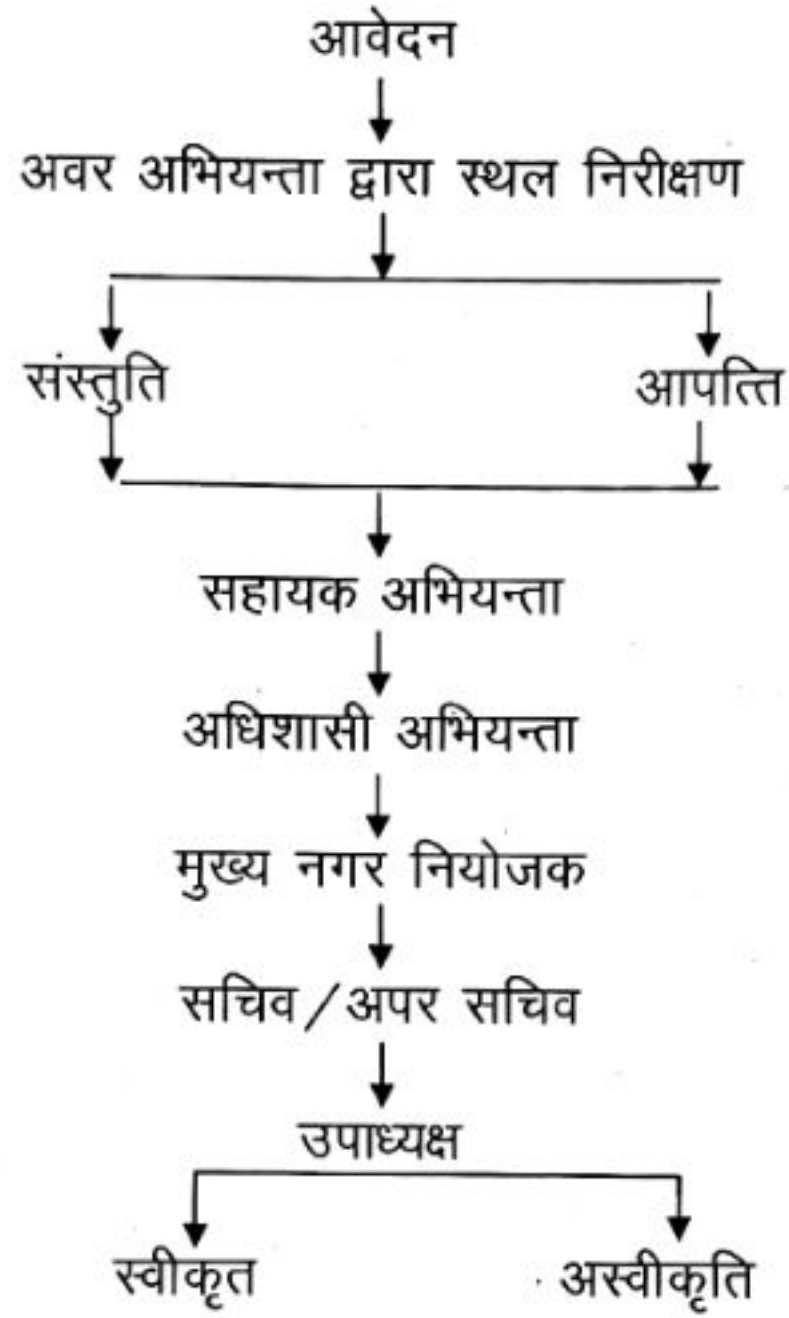 आवेदन
अवर अभियन्ता द्वारा स्थल निरीक्षण
संस्तुति आपत्ति
सहायक अभियन्ता
अधिशासी अभियन्ता
मुख्य नगर नियोजक
सचिव/अपर सचिव
उपाध्यक्ष
स्वीकृत अस्वीकृति